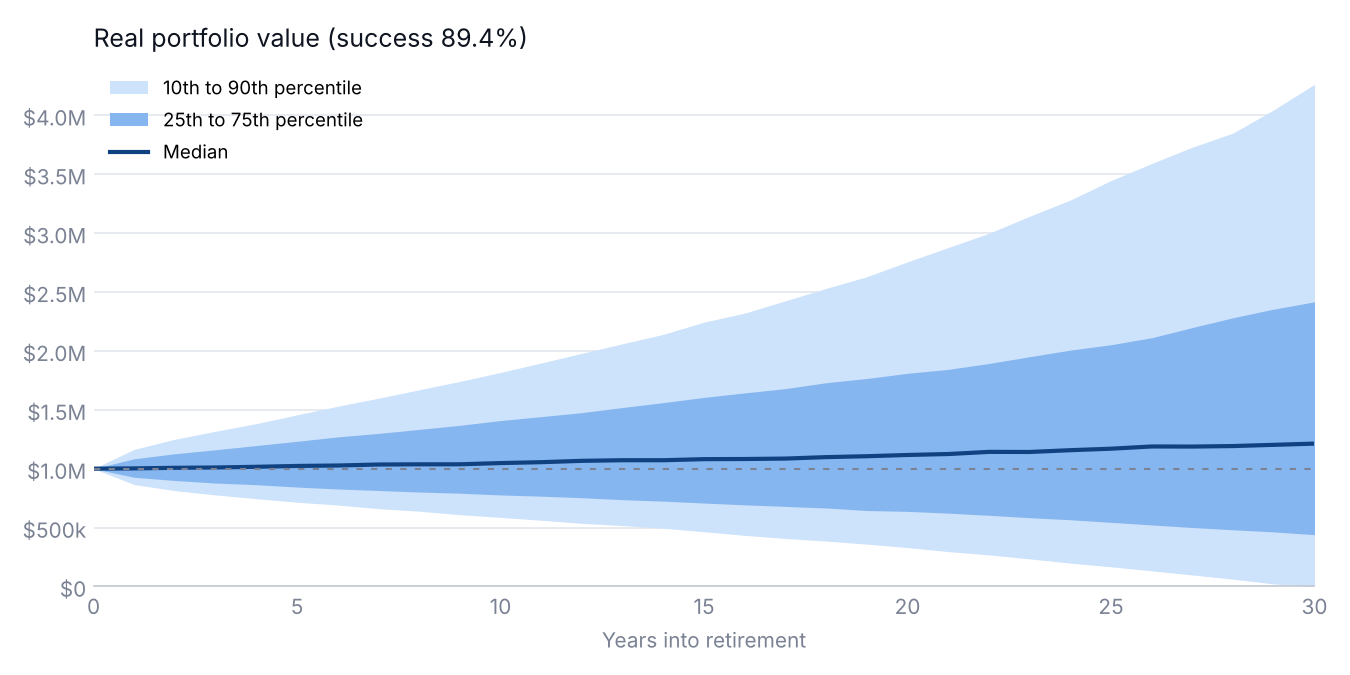 Real portfolio value (success 89.4%)
10th to 90th percentile
25th to 75th percentile
Median
$4.0M
$3.5M
$3.0M
$2.5M
$2.0M
$1.5M
$1.0M
$500k
$0
0 5 10 15 20 25 30
Years into retirement